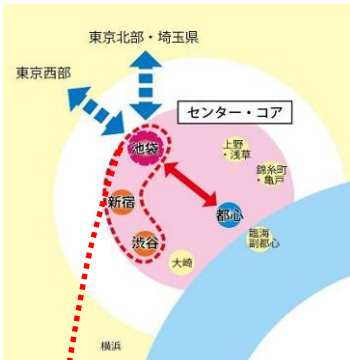 東京北部・埼玉県
東京西部
センター・コア
池袋
上野
・浅草
錦糸町
・亀戸
新宿
都心
渋谷
臨海
副都心
大崎
横浜